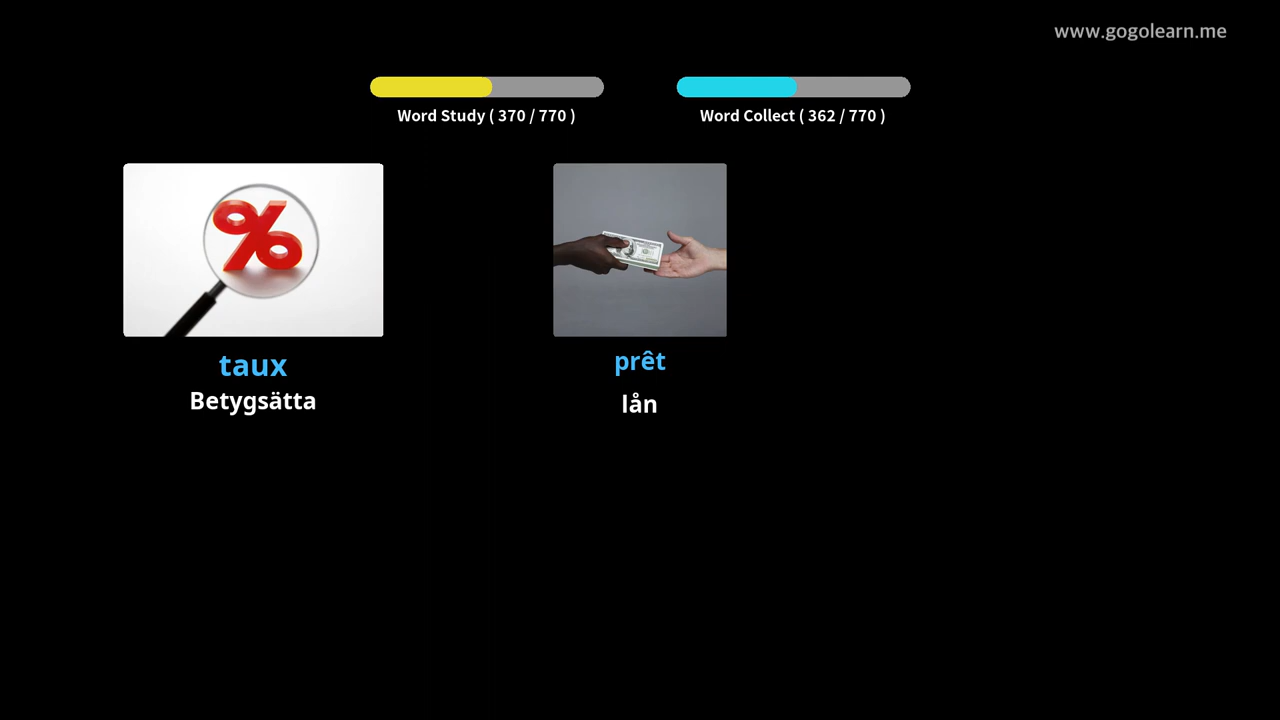 www.gogolearn.me
Word Study ( 370 / 770 )
Word Collect ( 362 / 770 )
%
taux
Betygsätta
prêt
lån